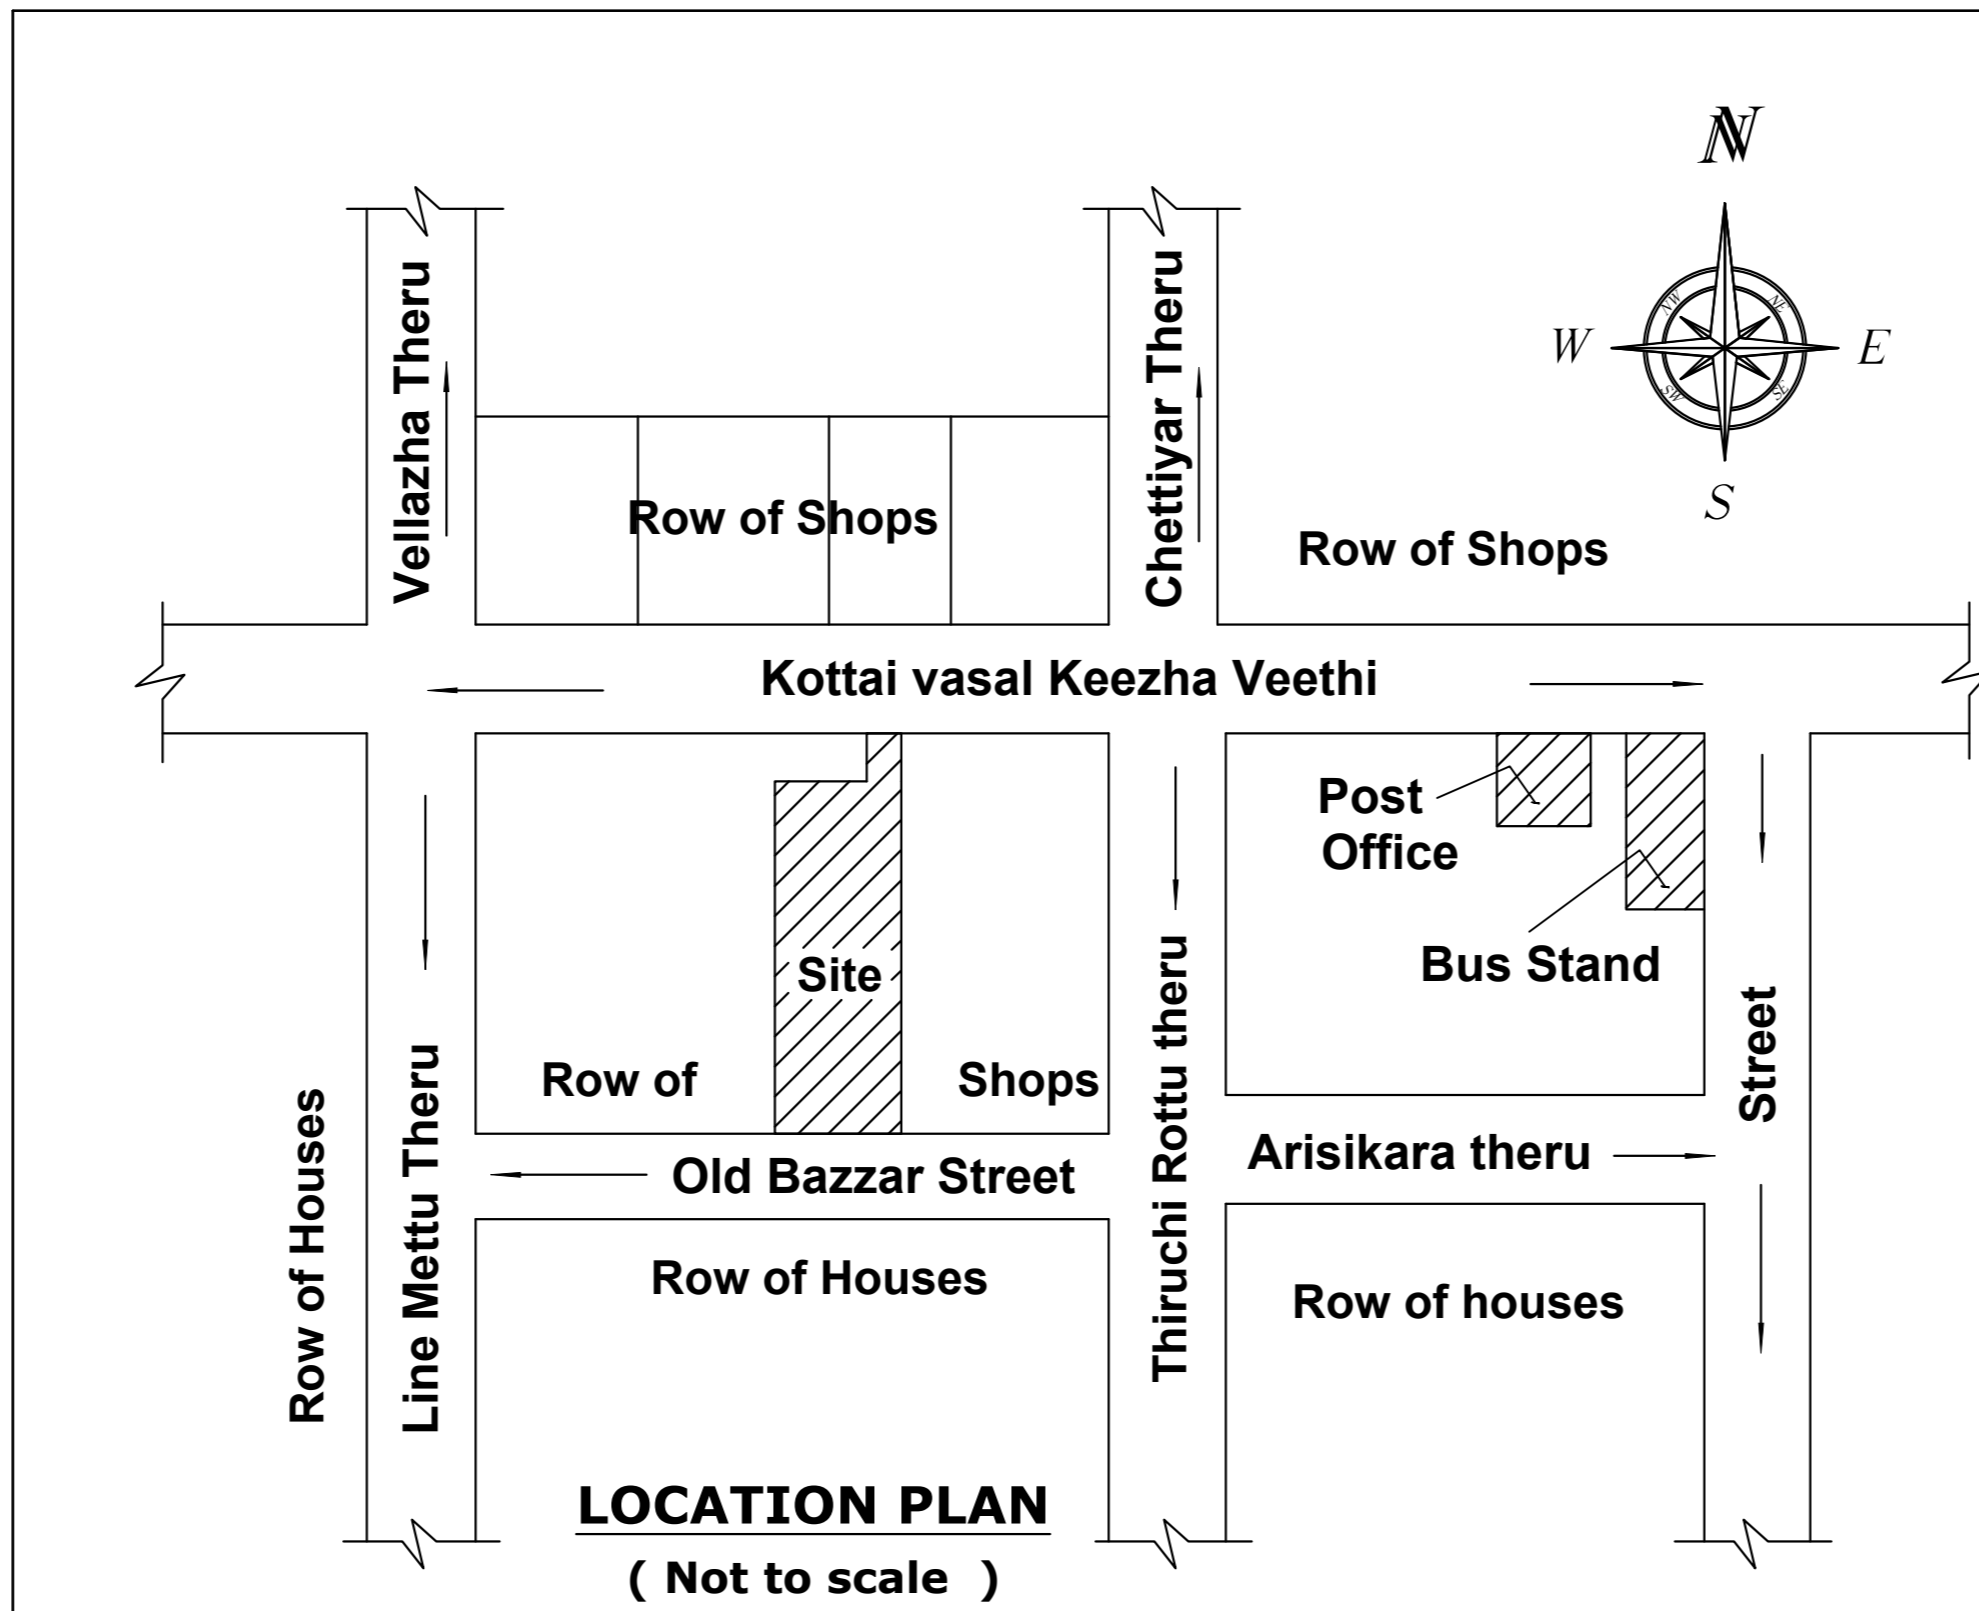 N
W
E
S
NW
NE
SW
SE
Vellazha Theru
Chettiyar Theru
Row of Shops
Row of Shops
Kottai vasal Keezha Veethi
Post
Office
Bus Stand
Site
Row of
Shops
Street
Old Bazzar Street
Arisikara theru
Thiruchi Rottu theru
Line Mettu Theru
Row of Houses
Row of Houses
Row of houses
LOCATION PLAN
( Not to scale )